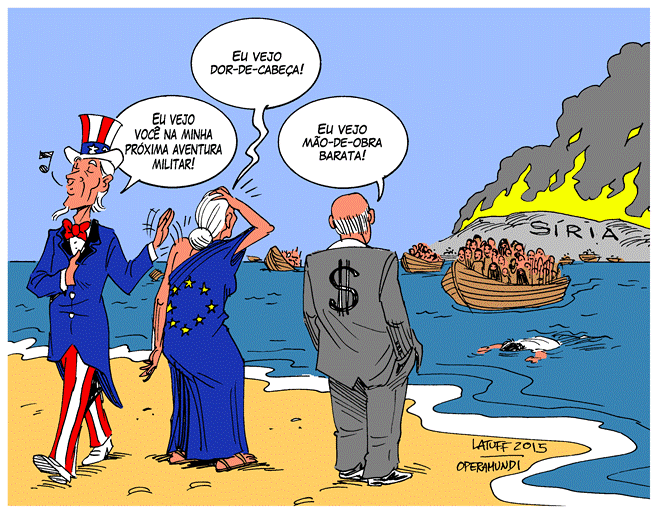 EU VEJO
DOR-DE-CABEÇA!
EU VEJO
VOCÊ NA MINHA
PRÓXIMA AVENTURA
MILITAR!
EU VEJO
MÃO-DE-OBRA
BARATA!
SÍRIA
$
LATUFF 2015
OPERAMUNDI